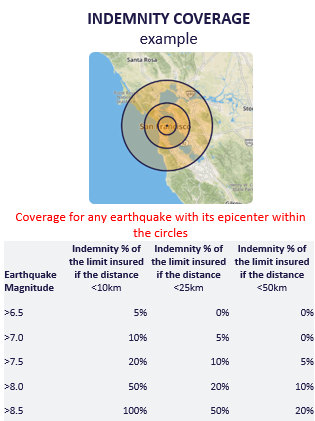 INDEMNITY COVERAGE
example
Santa Rosa
San Francisco
Coverage for any earthquake with its epicenter within
the circles
Indemnity % of Indemnity % of Indemnity % of
the limit insured the limit insured the limit insured
Earthquake if the distance if the distance if the distance
Magnitude <10km <25km <50km
>6.5 5% 0% 0%
>7.0 10% 5% 0%
>7.5 20% 10% 5%
>8.0 50% 20% 10%
>8.5 100% 50% 20%